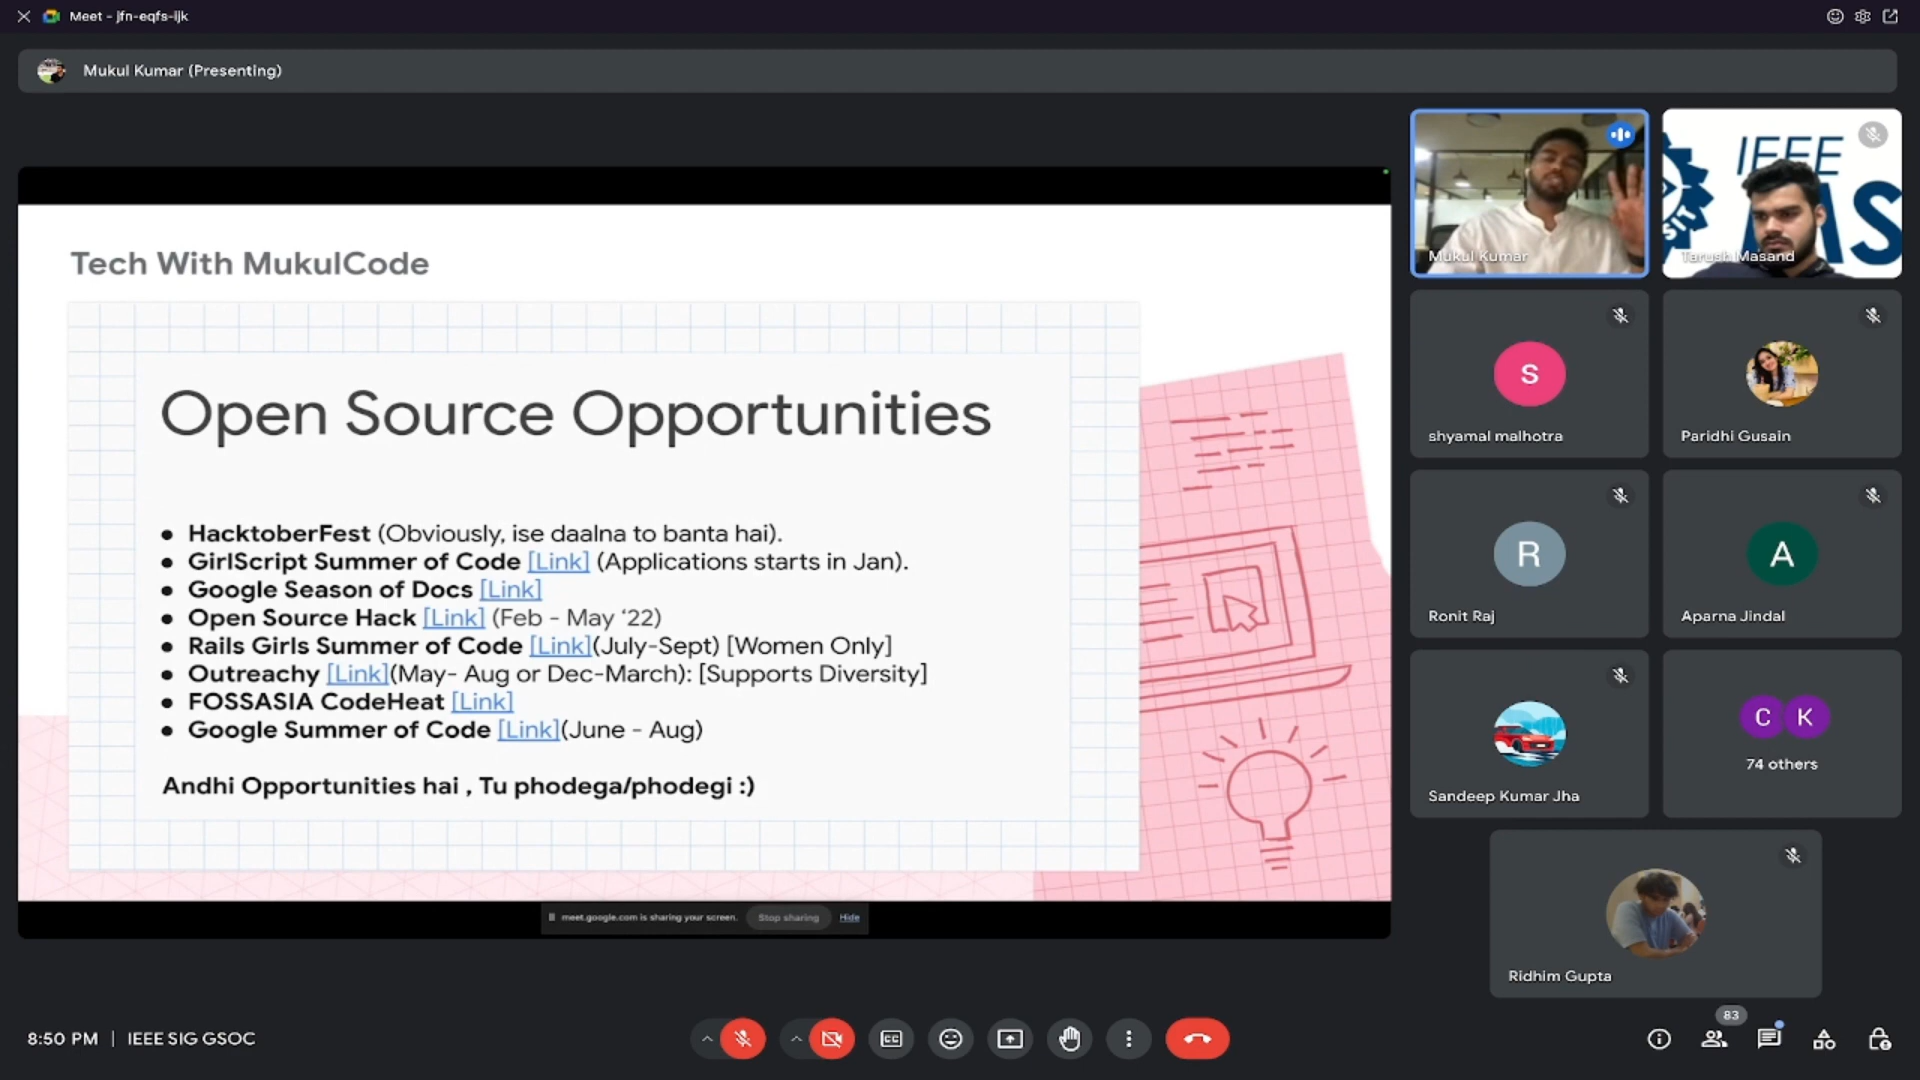 Meet - jfn-eqfs-ijk
Mukul Kumar (Presenting)
Tech With MukulCode
Open Source Opportunities
● HacktoberFest (Obviously, ise daalna to banta hai).
● GirlScript Summer of Code [Link] (Applications starts in Jan).
● Google Season of Docs [Link]
● Open Source Hack [Link] (Feb - May ‘22)
● Rails Girls Summer of Code [Link](July-Sept) [Women Only]
● Outreachy [Link](May- Aug or Dec-March): [Supports Diversity]
● FOSSASIA CodeHeat [Link]
● Google Summer of Code [Link](June - Aug)
Andhi Opportunities hai , Tu phodega/phodegi :)
meet.google.com is sharing your screen. Stop sharing Hide
Mukul Kumar
IEEE
SIT
Tarush Masand
S
shyamal malhotra
Paridhi Gusain
R
Ronit Raj
A
Aparna Jindal
Sandeep Kumar Jha
C K
74 others
Ridhim Gupta
8:50 PM | IEEE SIG GSOC
CC
83